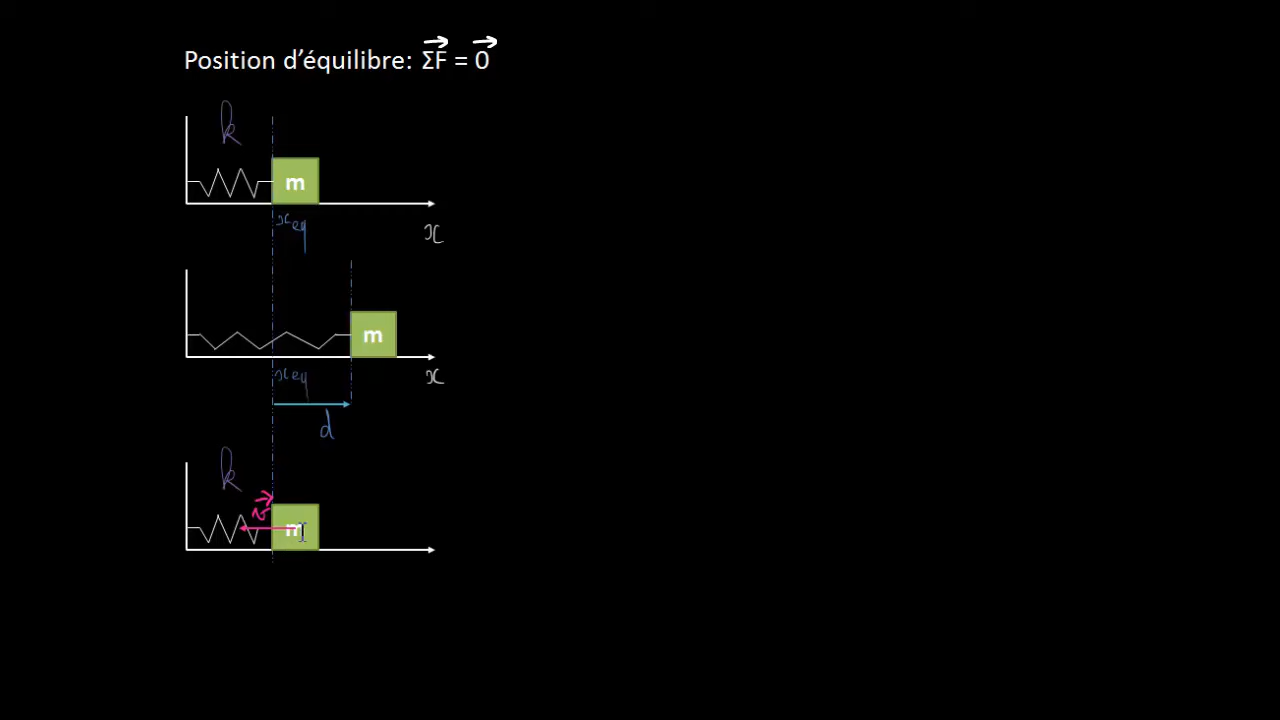 Position d’équilibre: ΣF = 0
k
m
x_eq
x
m
x_eq
x
d
k
v
m